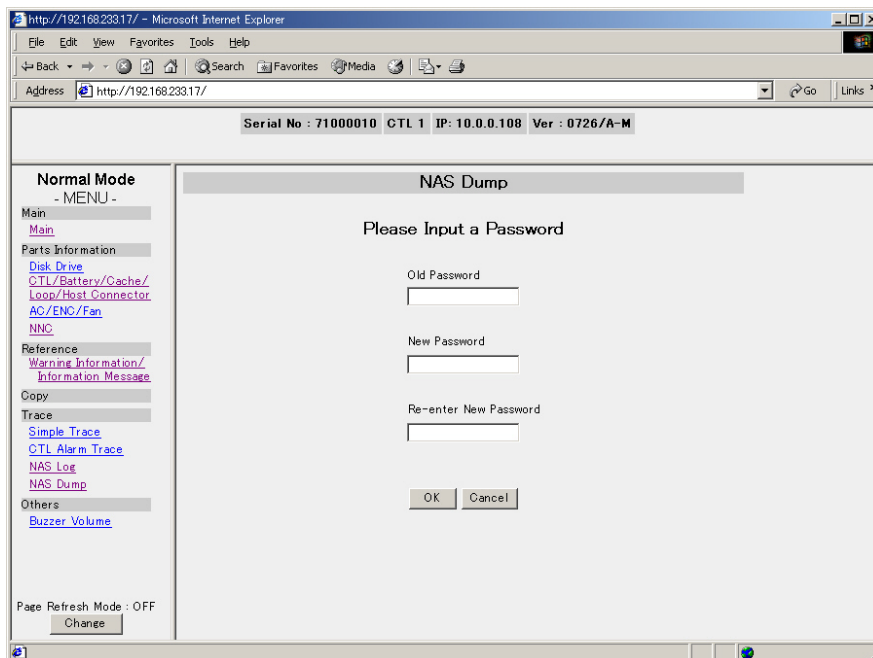 http://192.168.233.17/ - Microsoft Internet Explorer
File Edit View Favorites Tools Help
Back Search Favorites Media
Address http://192.168.233.17/ Go Links
Serial No : 71000010 CTL 1 IP: 10.0.0.108 Ver : 0726/A-M
Normal Mode
- MENU -
Main
Main
Parts Information
Disk Drive
CTL/Battery/Cache/
Loop/Host Connector
AC/ENC/Fan
NNC
Reference
Warning Information/
Information Message
Copy
Trace
Simple Trace
CTL Alarm Trace
NAS Log
NAS Dump
Others
Buzzer Volume
Page Refresh Mode : OFF
Change
NAS Dump
Please Input a Password
Old Password
New Password
Re-enter New Password
OK Cancel